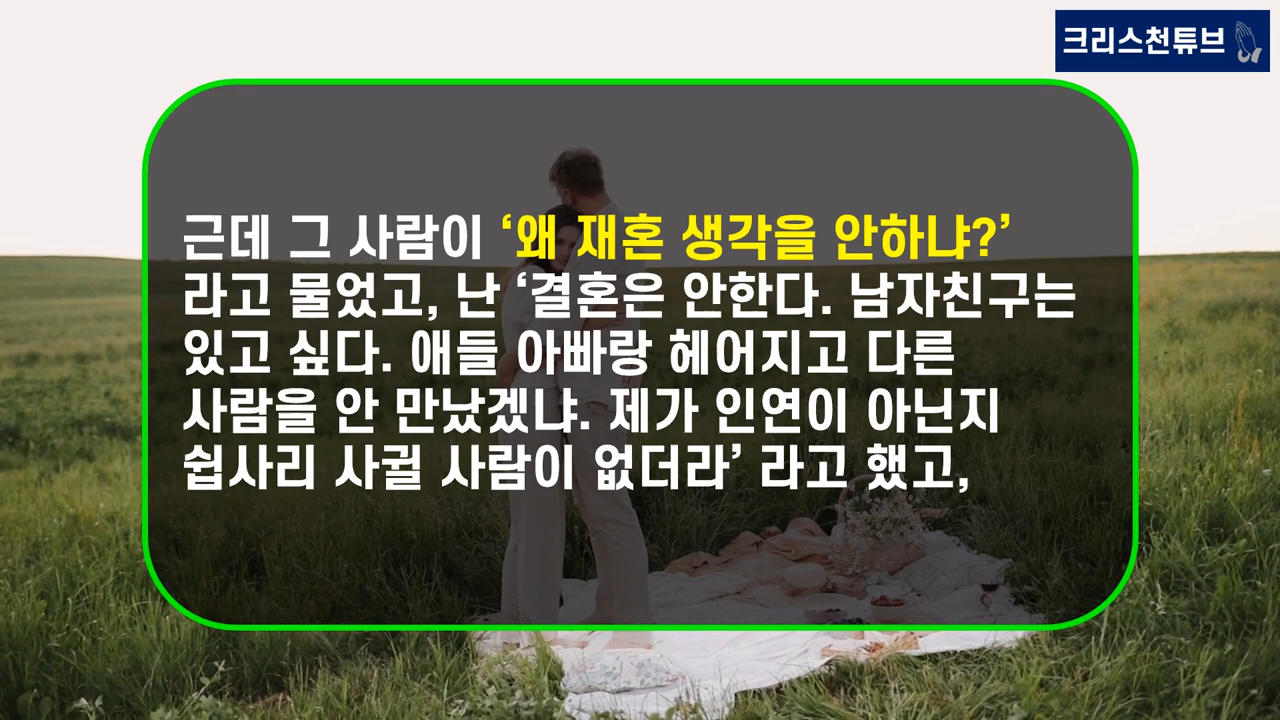 크리스천튜브
근데 그 사람이 ‘왜 재혼 생각을 안하냐?’
라고 물었고, 난 ‘결혼은 안한다. 남자친구는
있고 싶다. 애들 아빠랑 헤어지고 다른
사람을 안 만났겠냐. 제가 인연이 아닌지
쉽사리 사귈 사람이 없더라’ 라고 했고,